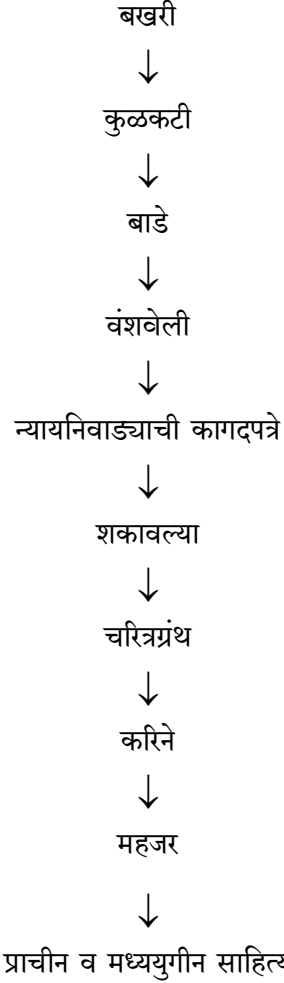 बखरी
↓
कुळकटी
↓
बाडे
↓
वंशवेली
↓
न्यायनिवाड्याची कागदपत्रे
↓
शकावल्या
↓
चरित्रग्रंथ
↓
करिने
↓
महजर
↓
प्राचीन व मध्ययुगीन साहित्य